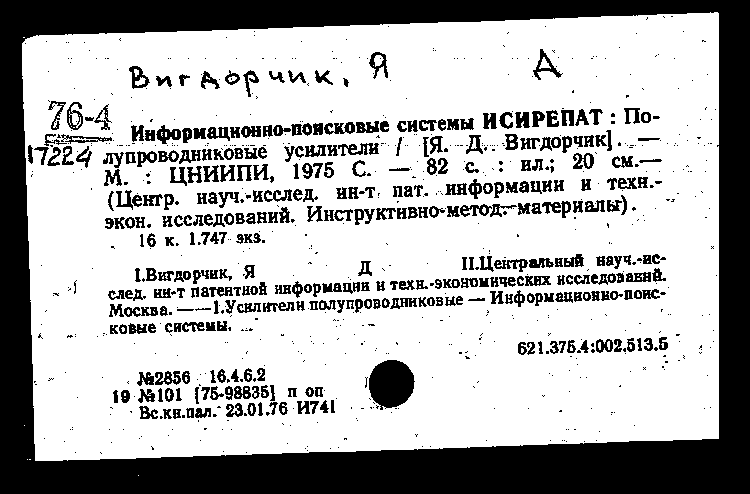 Вигдорчик, Я Д
76-4
17224
Информационно-поисковые системы ИСИРЕПАТ : По-
лупроводниковые усилители / [Я. Д. Вигдорчик]. —
М. : ЦНИИПИ, 1975 С. — 82 с. : ил.; 20 см.—
(Центр. науч.-исслед. ин-т пат. информации и техн.-
экон. исследований. Инструктивно-метод. материалы).
16 к. 1.747 экз.
I.Вигдорчик, Я Д II.Центральный науч.-ис-
след. ин-т патентной информации и техн.-экономических исследований.
Москва. —— 1.Усилители полупроводниковые — Информационно-поис-
ковые системы.
621.375.4:002.513.5
№2856 16.4.6.2
19 №101 [75-98835] п оп
Вс.кн.пал. 23.01.76 И741